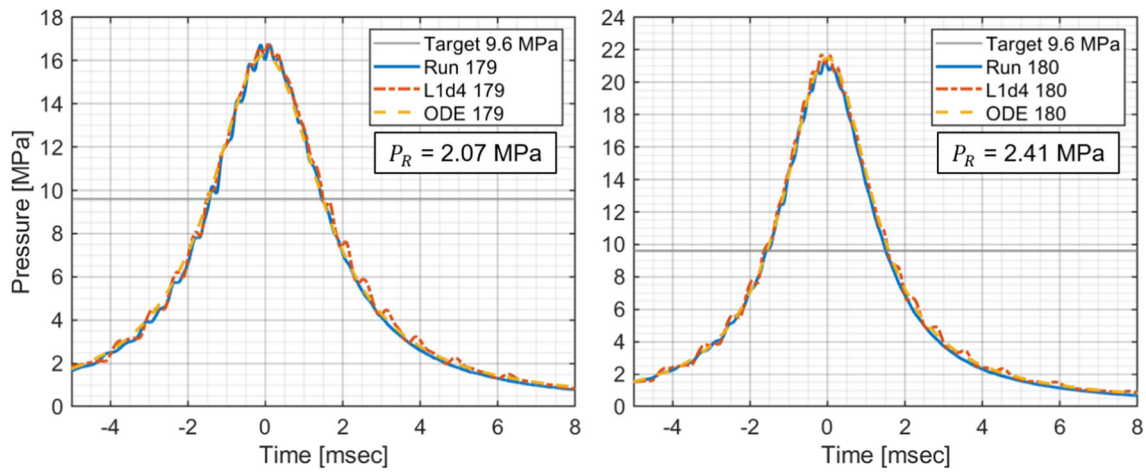 18
16
14
12
10
8
6
4
2
0
Pressure [MPa]
Target 9.6 MPa
Run 179
L1d4 179
ODE 179
P_R = 2.07 MPa
-4 -2 0 2 4 6 8
Time [msec]
24
22
20
18
16
14
12
10
8
6
4
2
0
Target 9.6 MPa
Run 180
L1d4 180
ODE 180
P_R = 2.41 MPa
-4 -2 0 2 4 6 8
Time [msec]